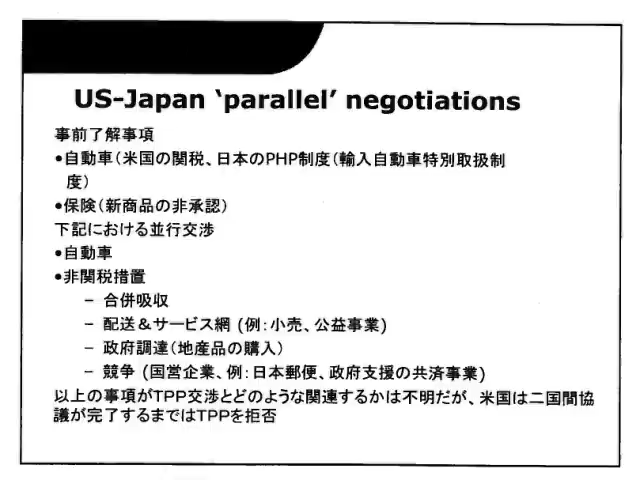 US-Japan ‘parallel’ negotiations
事前了解事項
•自動車(米国の関税、日本のPHP制度(輸入自動車特別取扱制
度)
•保険(新商品の非承認)
下記における並行交渉
•自動車
•非関税措置
– 合併吸収
– 配送&サービス網 (例:小売、公益事業)
– 政府調達(地産品の購入)
– 競争 (国営企業、例:日本郵便、政府支援の共済事業)
以上の事項がTPP交渉とどのような関連するかは不明だが、米国は二国間協
議が完了するまではTPPを拒否